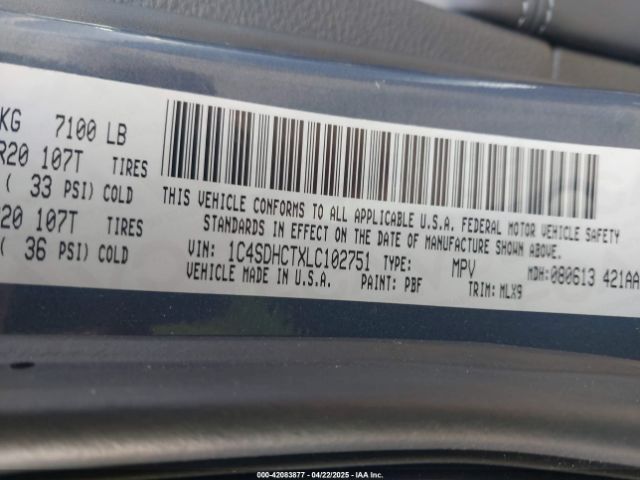 KG 7100 LB
R20 107T TIRES
( 33 PSI) COLD
R20 107T TIRES
( 36 PSI) COLD
THIS VEHICLE CONFORMS TO ALL APPLICABLE U.S.A. FEDERAL MOTOR VEHICLE SAFETY
STANDARDS IN EFFECT ON THE DATE OF MANUFACTURE SHOWN ABOVE.
VIN: 1C4SDHCTXLC102751 TYPE: MPV MDH: 080613 421AA
VEHICLE MADE IN U.S.A. PAINT: PBF TRIM: MLX9
000-42083877 - 04/22/2025 - IAA Inc.